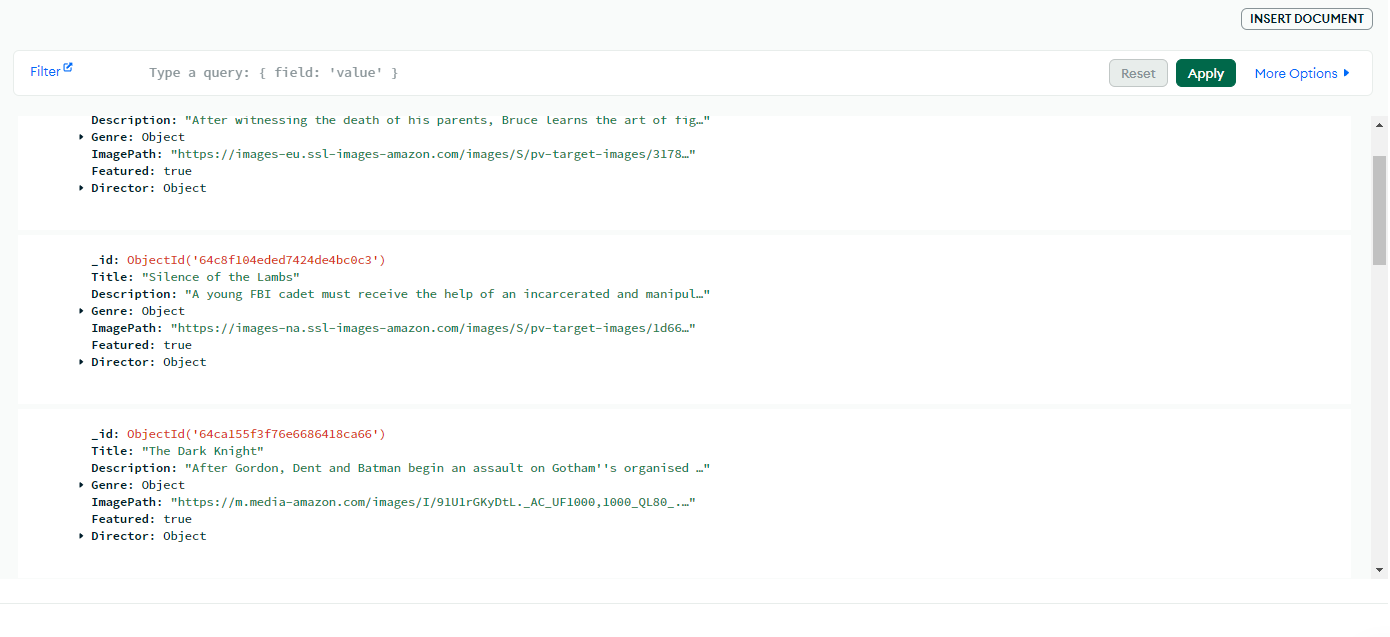 INSERT DOCUMENT
Filter Type a query: { field: 'value' } Reset Apply More Options
Description: "After witnessing the death of his parents, Bruce learns the art of fig…"
Genre: Object
ImagePath: "https://images-eu.ssl-images-amazon.com/images/S/pv-target-images/3178…"
Featured: true
Director: Object
_id: ObjectId('64c8f104eded7424de4bc0c3')
Title: "Silence of the Lambs"
Description: "A young FBI cadet must receive the help of an incarcerated and manipul…"
Genre: Object
ImagePath: "https://images-na.ssl-images-amazon.com/images/S/pv-target-images/1d66…"
Featured: true
Director: Object
_id: ObjectId('64ca155f3f76e6686418ca66')
Title: "The Dark Knight"
Description: "After Gordon, Dent and Batman begin an assault on Gotham''s organised …"
Genre: Object
ImagePath: "https://m.media-amazon.com/images/I/91U1rGKyDtL._AC_UF1000,1000_QL80_.…"
Featured: true
Director: Object